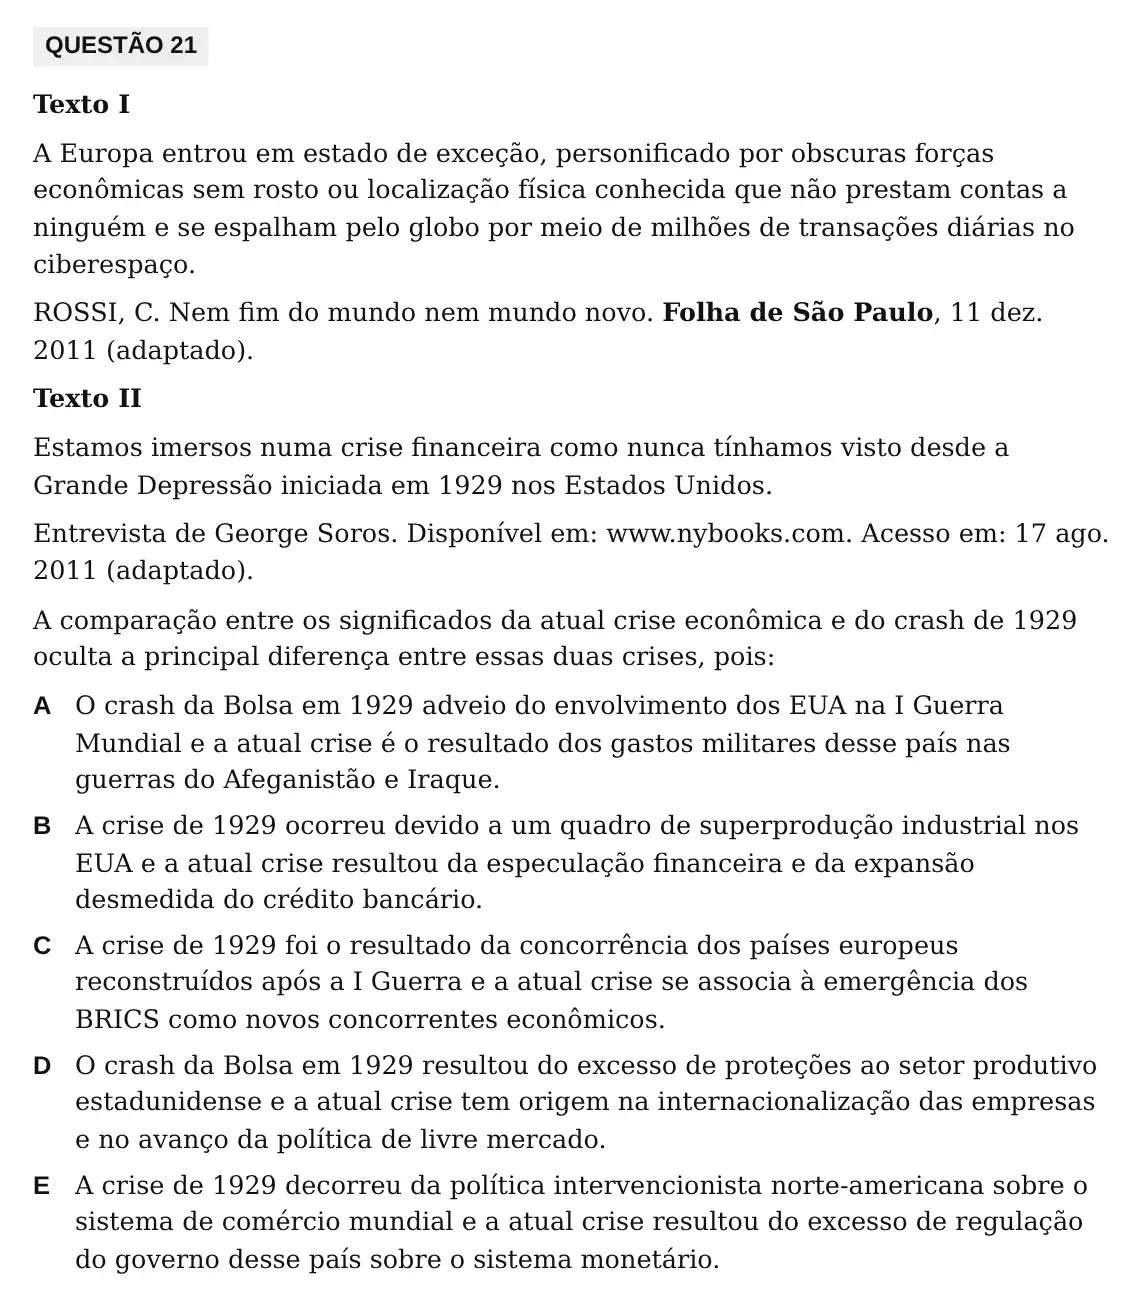 QUESTÃO 21
Texto I
A Europa entrou em estado de exceção, personificado por obscuras forças
econômicas sem rosto ou localização física conhecida que não prestam contas a
ninguém e se espalham pelo globo por meio de milhões de transações diárias no
ciberespaço.
ROSSI, C. Nem fim do mundo nem mundo novo. Folha de São Paulo, 11 dez.
2011 (adaptado).
Texto II
Estamos imersos numa crise financeira como nunca tínhamos visto desde a
Grande Depressão iniciada em 1929 nos Estados Unidos.
Entrevista de George Soros. Disponível em: www.nybooks.com. Acesso em: 17 ago.
2011 (adaptado).
A comparação entre os significados da atual crise econômica e do crash de 1929
oculta a principal diferença entre essas duas crises, pois:
A O crash da Bolsa em 1929 adveio do envolvimento dos EUA na I Guerra
Mundial e a atual crise é o resultado dos gastos militares desse país nas
guerras do Afeganistão e Iraque.
B A crise de 1929 ocorreu devido a um quadro de superprodução industrial nos
EUA e a atual crise resultou da especulação financeira e da expansão
desmedida do crédito bancário.
C A crise de 1929 foi o resultado da concorrência dos países europeus
reconstruídos após a I Guerra e a atual crise se associa à emergência dos
BRICS como novos concorrentes econômicos.
D O crash da Bolsa em 1929 resultou do excesso de proteções ao setor produtivo
estadunidense e a atual crise tem origem na internacionalização das empresas
e no avanço da política de livre mercado.
E A crise de 1929 decorreu da política intervencionista norte-americana sobre o
sistema de comércio mundial e a atual crise resultou do excesso de regulação
do governo desse país sobre o sistema monetário.